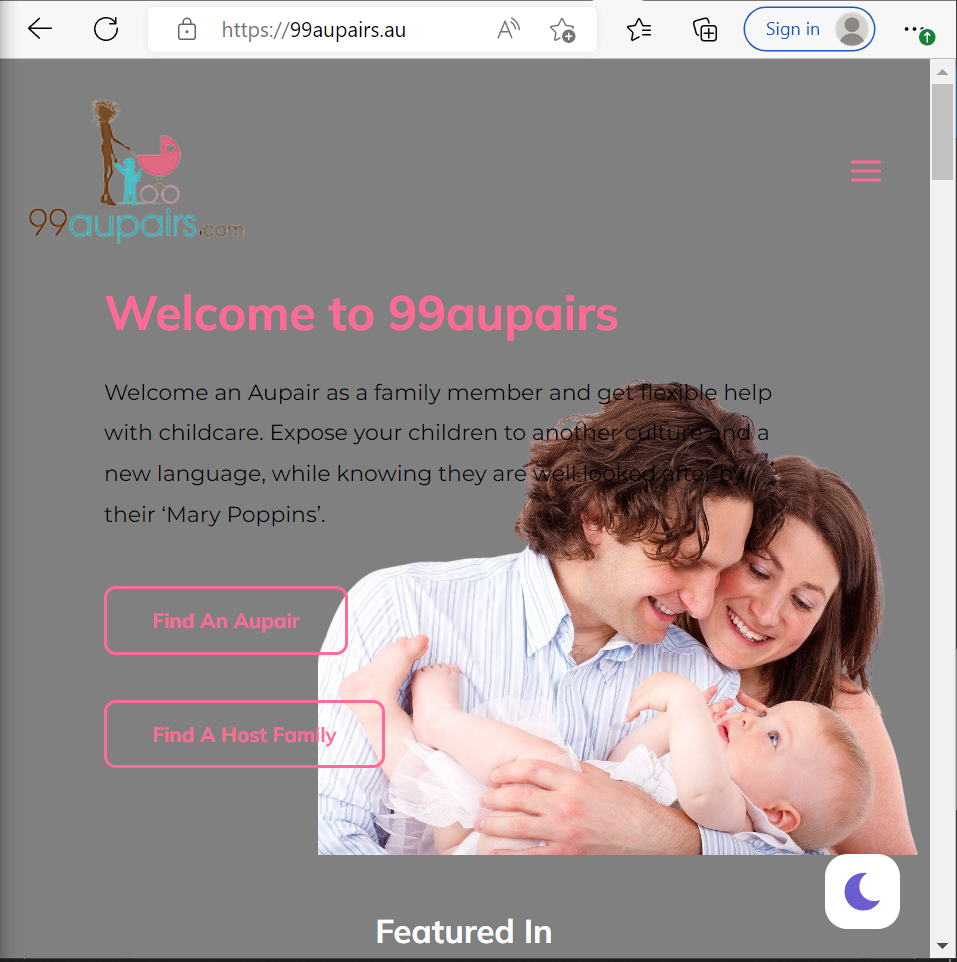 https://99aupairs.au
Sign in
99aupairs.com
Welcome to 99aupairs
Welcome an Aupair as a family member and get flexible help
with childcare. Expose your children to another culture and a
new language, while knowing they are well looked after by
their ‘Mary Poppins’.
Find An Aupair
Find A Host Family
Featured In